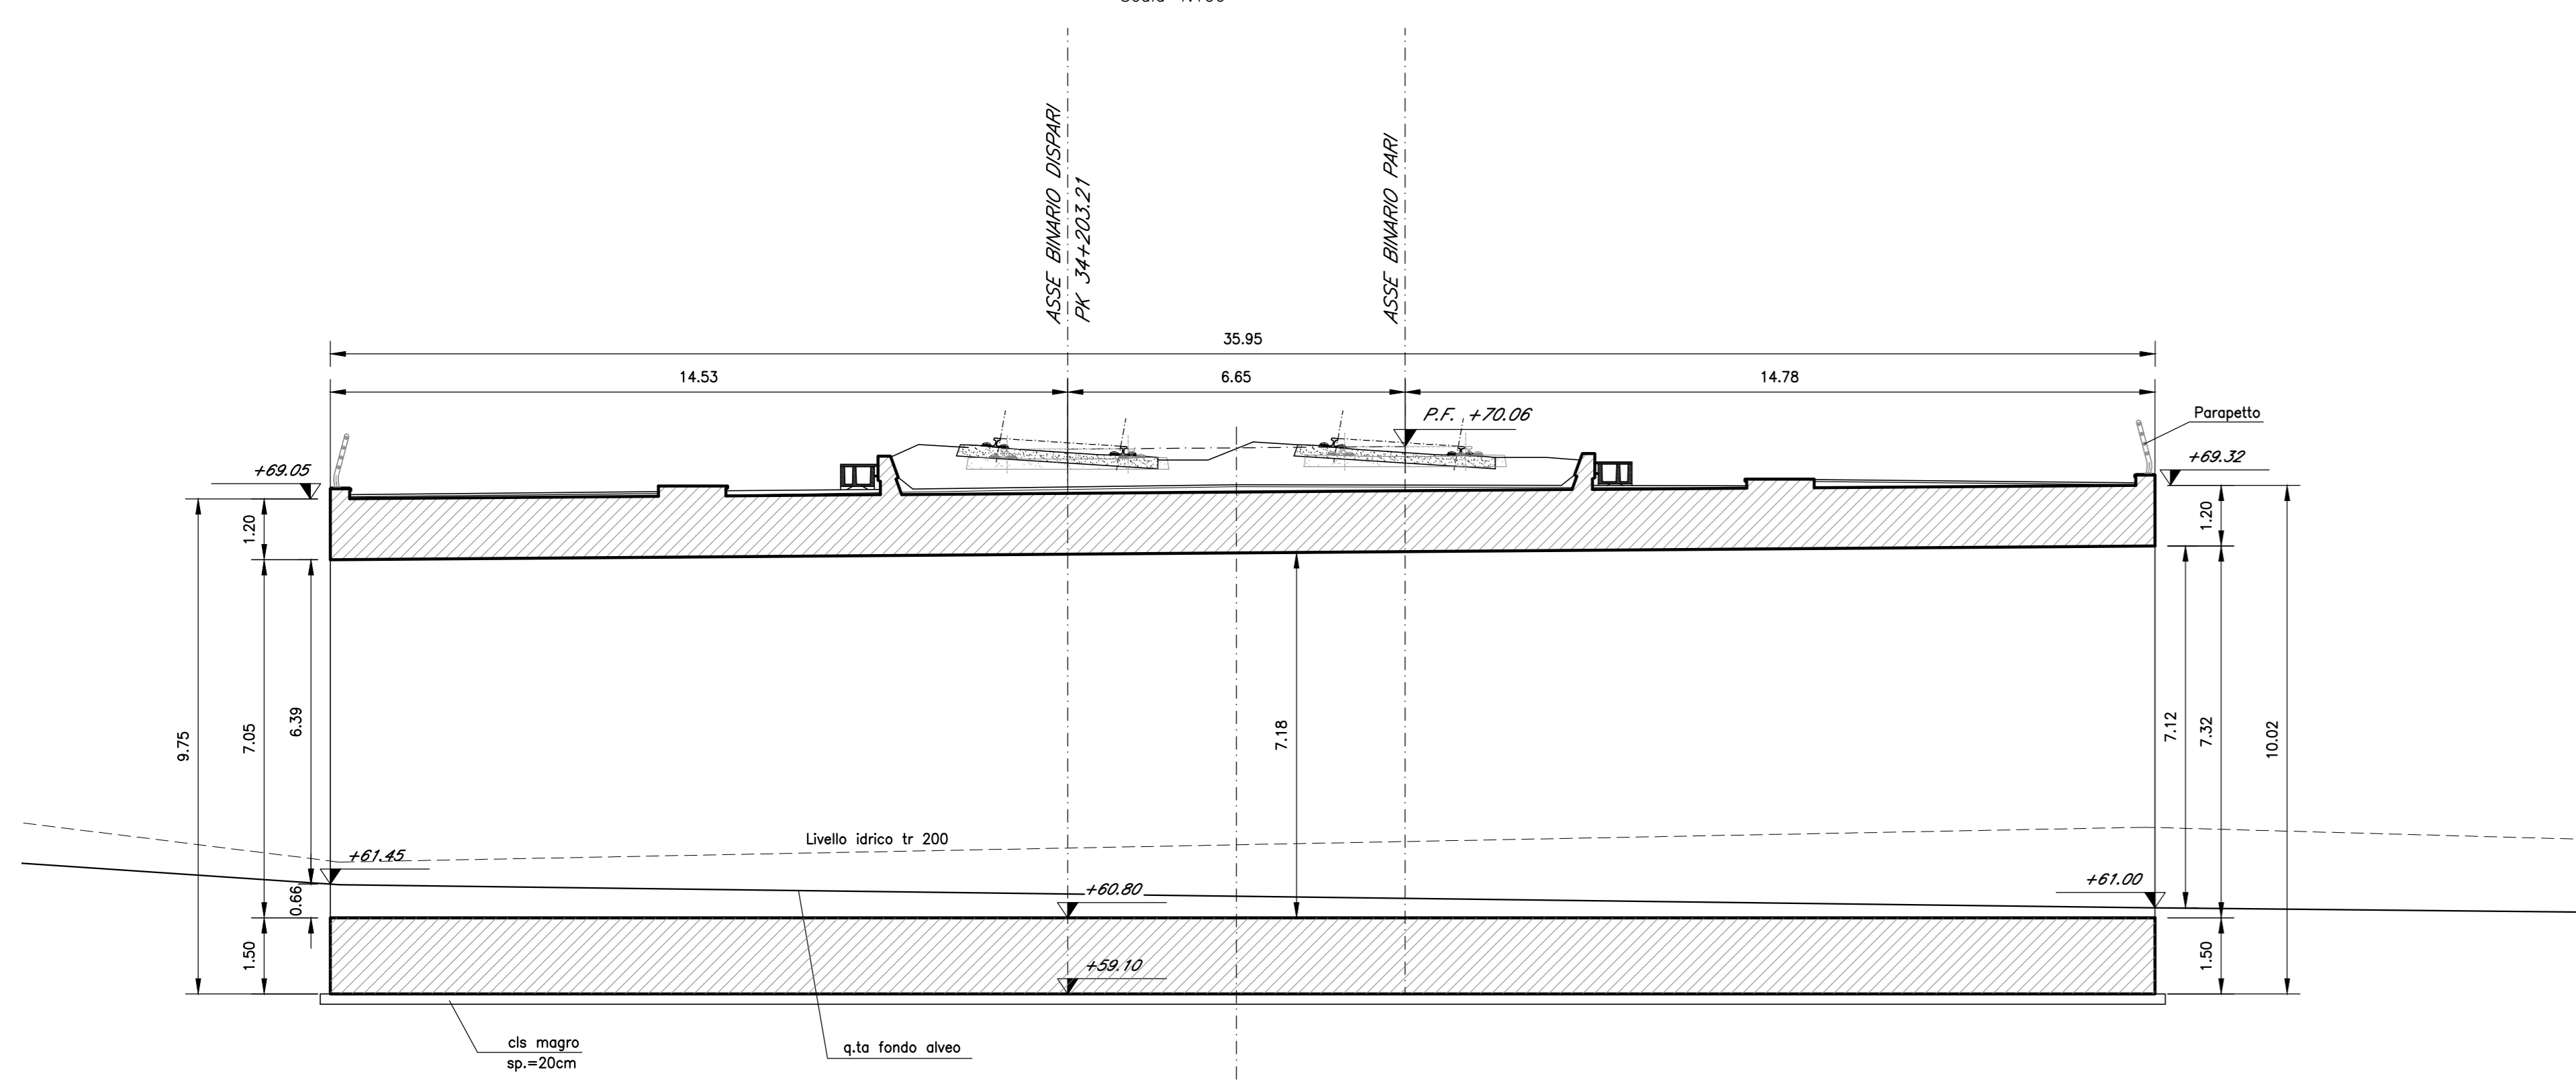 ASSE BINARIO DISPARI
PK 34+203.21
ASSE BINARIO PARI
35.95
14.53
6.65
14.78
P.F. +70.06
Parapetto
+69.05
+69.32
1.20
1.20
9.75
7.05
6.39
7.18
7.12
7.32
10.02
Livello idrico tr 200
+61.45
+60.80
+61.00
0.66
1.50
+59.10
1.50
cls magro
sp.=20cm
q.ta fondo alveo